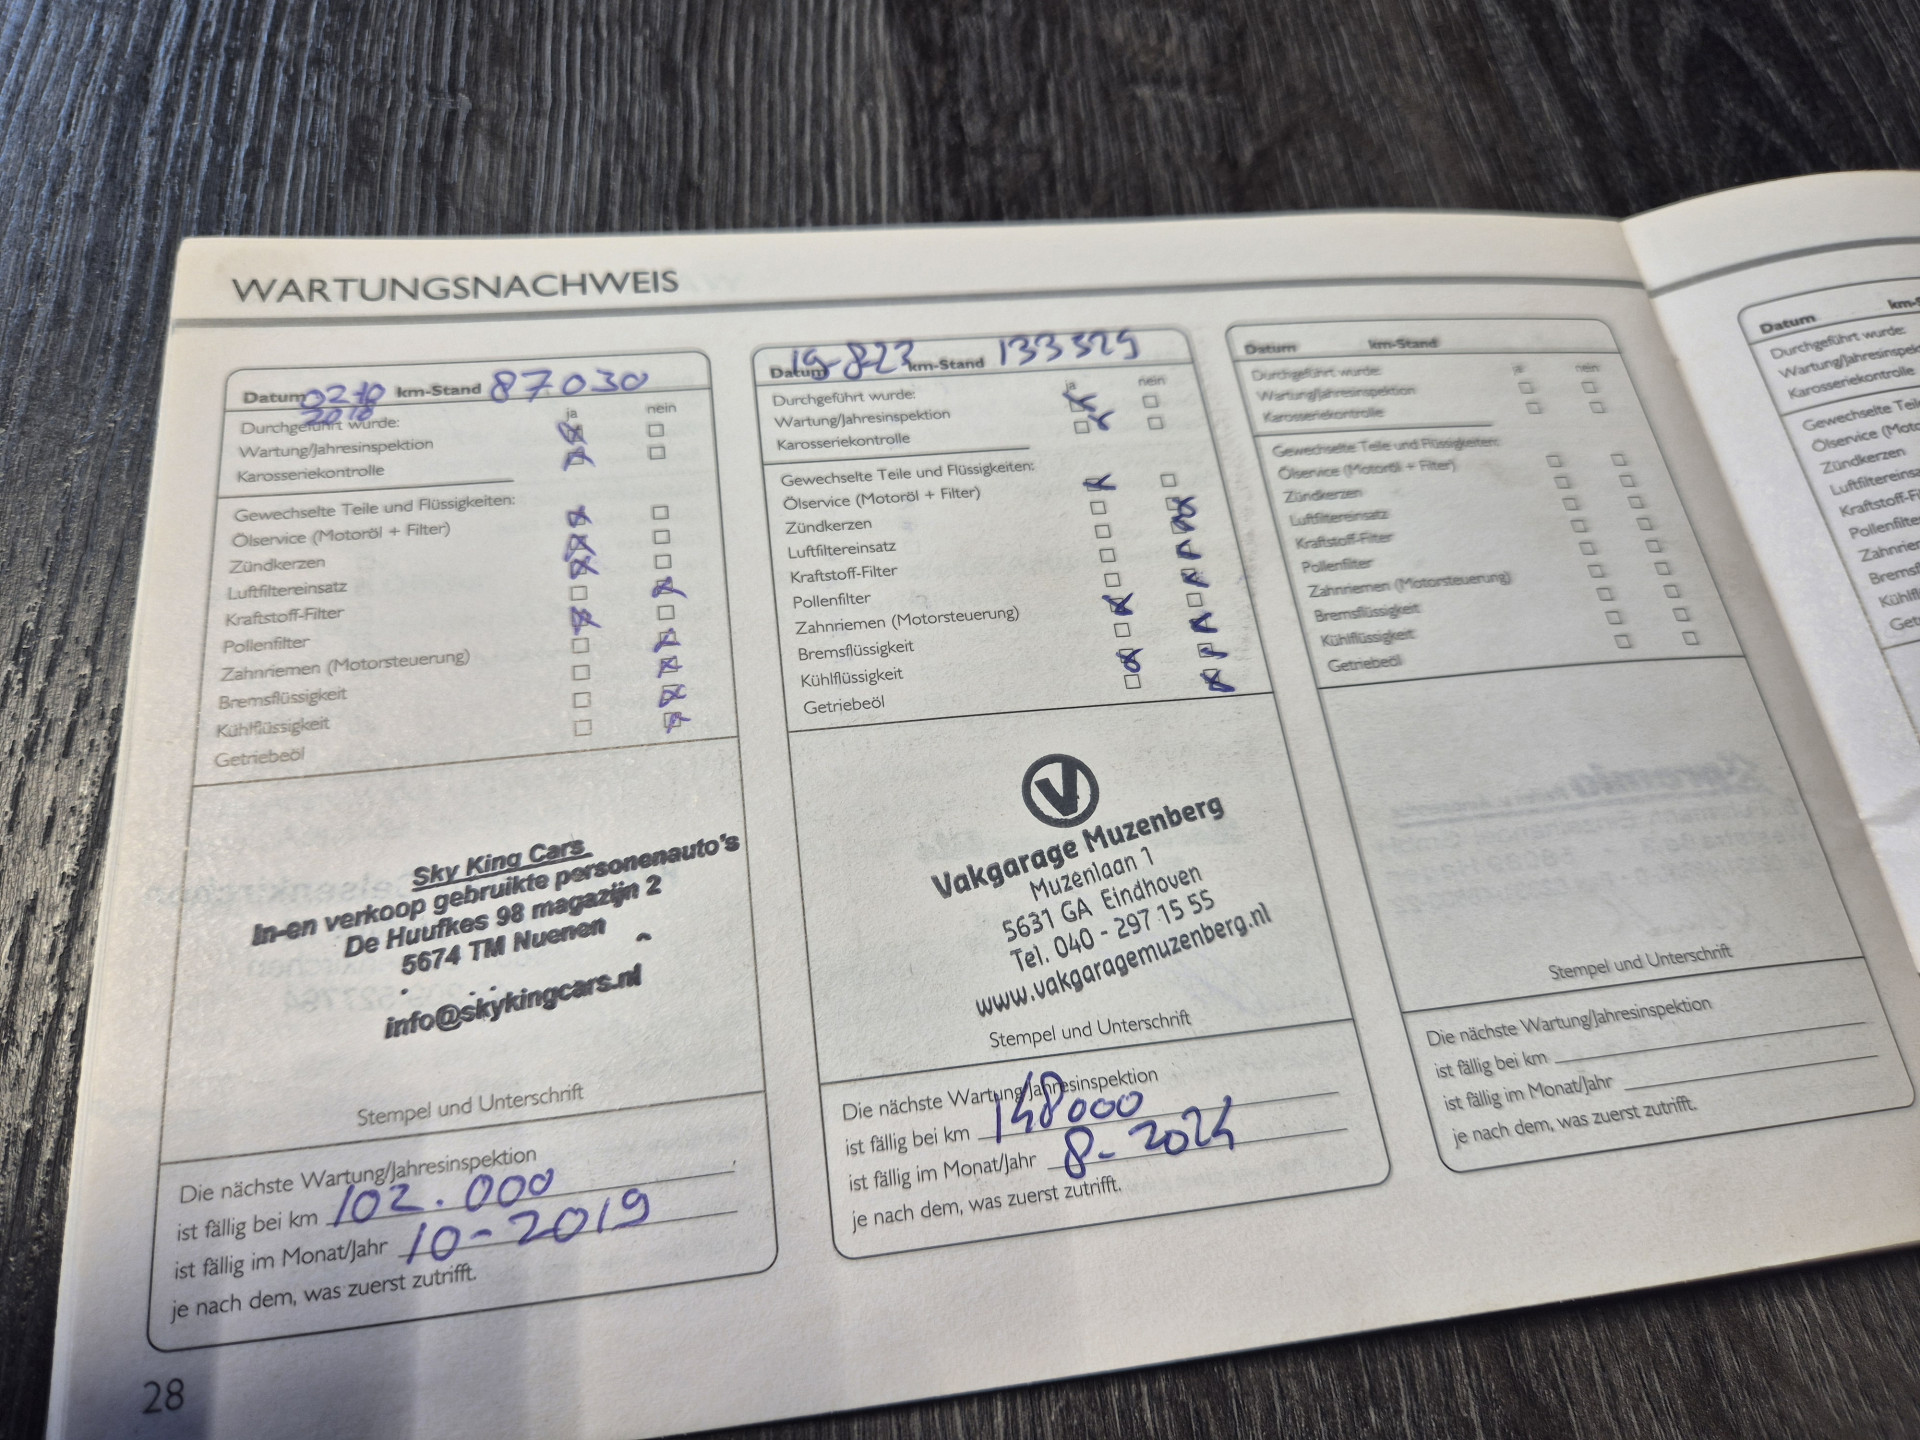 WARTUNGSNACHWEIS
Datum 02-10 km-Stand 87.030
2018
Durchgeführt wurde: ja nein
Wartung/Jahresinspektion
Karosseriekontrolle
Gewechselte Teile und Flüssigkeiten:
Ölservice (Motoröl + Filter)
Zündkerzen
Luftfiltereinsatz
Kraftstoff-Filter
Pollenfilter
Zahnriemen (Motorsteuerung)
Bremsflüssigkeit
Kühlflüssigkeit
Getriebeöl
Sky King Cars
In-en verkoop gebruikte personenauto's
De Huufkes 98 magazijn 2
5674 TM Nuenen
info@skykingcars.nl
Stempel und Unterschrift
Die nächste Wartung/Jahresinspektion
ist fällig bei km 102.000
ist fällig im Monat/Jahr 10-2019
je nach dem, was zuerst zutrifft.
28
Datum km-Stand
Durchgeführt wurde: ja nein
Wartung/Jahresinspektion
Karosseriekontrolle
Gewechselte Teile und Flüssigkeiten:
Ölservice (Motoröl + Filter)
Zündkerzen
Luftfiltereinsatz
Kraftstoff-Filter
Pollenfilter
Zahnriemen (Motorsteuerung)
Bremsflüssigkeit
Kühlflüssigkeit
Getriebeöl
V
Vakgarage Muzenberg
Muzenlaan 1
5631 GA Eindhoven
Tel. 040 - 297 15 55
www.vakgaragemuzenberg.nl
Stempel und Unterschrift
Die nächste Wartung/Jahresinspektion
ist fällig bei km 148000
ist fällig im Monat/Jahr 8-2024
je nach dem, was zuerst zutrifft.
Datum km-Stand
Durchgeführt wurde: ja nein
Wartung/Jahresinspektion
Karosseriekontrolle
Gewechselte Teile und Flüssigkeiten:
Ölservice (Motoröl + Filter)
Zündkerzen
Luftfiltereinsatz
Kraftstoff-Filter
Pollenfilter
Zahnriemen (Motorsteuerung)
Bremsflüssigkeit
Kühlflüssigkeit
Getriebeöl
Stempel und Unterschrift
Die nächste Wartung/Jahresinspektion
ist fällig bei km
ist fällig im Monat/Jahr
je nach dem, was zuerst zutrifft.
Datum
Durchgeführt wurde:
Karosseriekontrolle
Zündkerzen